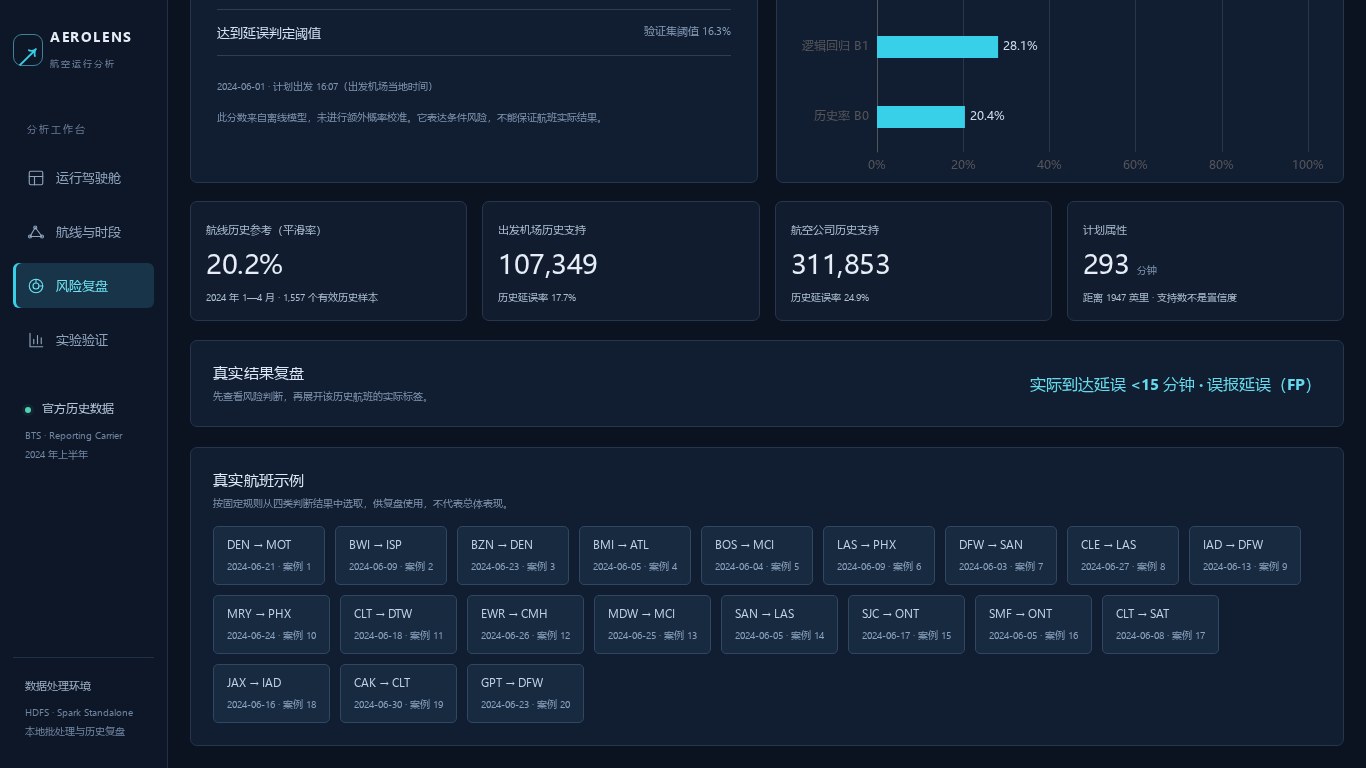 AEROLENS
航空运行分析
分析工作台
运行驾驶舱
航线与时段
风险复盘
实验验证
官方历史数据
BTS · Reporting Carrier
2024 年上半年
数据处理环境
HDFS · Spark Standalone
本地批处理与历史复盘
达到延误判定阈值
验证集阈值 16.3%
2024-06-01 · 计划出发 16:07（出发机场当地时间）
此分数来自离线模型，未进行额外概率校准。它表达条件风险，不能保证航班实际结果。
逻辑回归 B1
28.1%
历史率 B0
20.4%
0%
20%
40%
60%
80%
100%
航线历史参考（平滑率）
20.2%
2024 年 1—4 月 · 1,557 个有效历史样本
出发机场历史支持
107,349
历史延误率 17.7%
航空公司历史支持
311,853
历史延误率 24.9%
计划属性
293 分钟
距离 1947 英里 · 支持数不是置信度
真实结果复盘
先查看风险判断，再展开该历史航班的实际标签。
实际到达延误 <15 分钟 · 误报延误（FP）
真实航班示例
按固定规则从四类判断结果中选取，供复盘使用，不代表总体表现。
DEN → MOT
2024-06-21 · 案例 1
BWI → ISP
2024-06-09 · 案例 2
BZN → DEN
2024-06-23 · 案例 3
BMI → ATL
2024-06-05 · 案例 4
BOS → MCI
2024-06-04 · 案例 5
LAS → PHX
2024-06-09 · 案例 6
DFW → SAN
2024-06-03 · 案例 7
CLE → LAS
2024-06-27 · 案例 8
IAD → DFW
2024-06-13 · 案例 9
MRY → PHX
2024-06-24 · 案例 10
CLT → DTW
2024-06-18 · 案例 11
EWR → CMH
2024-06-26 · 案例 12
MDW → MCI
2024-06-25 · 案例 13
SAN → LAS
2024-06-05 · 案例 14
SJC → ONT
2024-06-17 · 案例 15
SMF → ONT
2024-06-05 · 案例 16
CLT → SAT
2024-06-08 · 案例 17
JAX → IAD
2024-06-16 · 案例 18
CAK → CLT
2024-06-30 · 案例 19
GPT → DFW
2024-06-23 · 案例 20